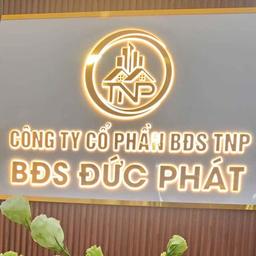 TNP
CÔNG TY CỔ PHẦN BĐS TNP
BĐS ĐỨC PHÁT